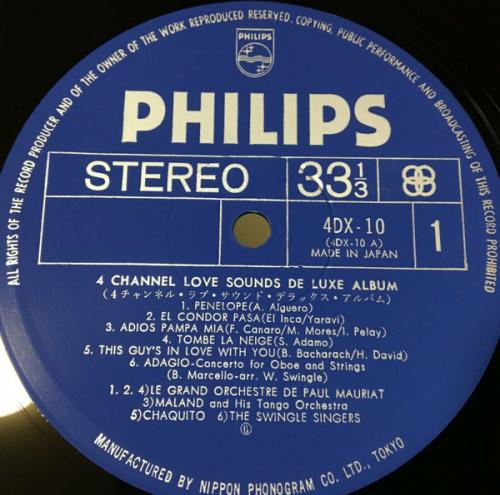 ALL RIGHTS OF THE RECORD PRODUCER AND OF THE OWNER OF THE WORK REPRODUCED RESERVED. COPYING, PUBLIC PERFORMANCE AND BROADCASTING OF THIS RECORD PROHIBITED
PHILIPS
PHILIPS
STEREO
33 1/3
4DX-10
(4DX-10 A)
MADE IN JAPAN
1
4 CHANNEL LOVE SOUNDS DE LUXE ALBUM
(4チャンネル・ラブ・サウンド・デラックス・アルバム)
1. PENELOPE(A. Alguero)
2. EL CONDOR PASA(El Inca/Yaravi)
3. ADIOS PAMPA MIA(F. Canaro/M. Mores/I. Pelay)
4. TOMBE LA NEIGE(S. Adamo)
5. THIS GUY'S IN LOVE WITH YOU(B. Bacharach/H. David)
6. ADAGIO-Concerto for Oboe and Strings
(B. Marcello-arr. W. Swingle)
1. 2. 4)LE GRAND ORCHESTRE DE PAUL MAURIAT
3)MALAND and His Tango Orchestra
5)CHAQUITO 6)THE SWINGLE SINGERS
MANUFACTURED BY NIPPON PHONOGRAM CO. LTD., TOKYO